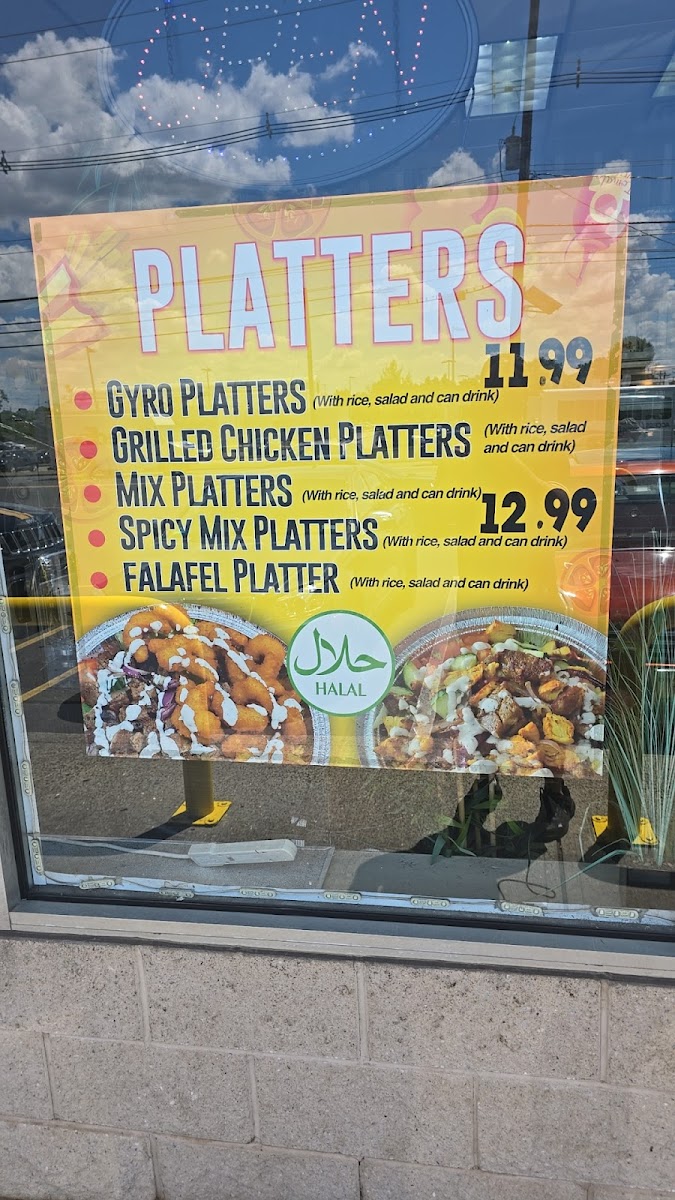 OPEN
PLATTERS
11.99
GYRO PLATTERS (With rice, salad and can drink)
GRILLED CHICKEN PLATTERS (With rice, salad and can drink)
MIX PLATTERS (With rice, salad and can drink)
12.99
SPICY MIX PLATTERS (With rice, salad and can drink)
FALAFEL PLATTER (With rice, salad and can drink)
حلال
HALAL